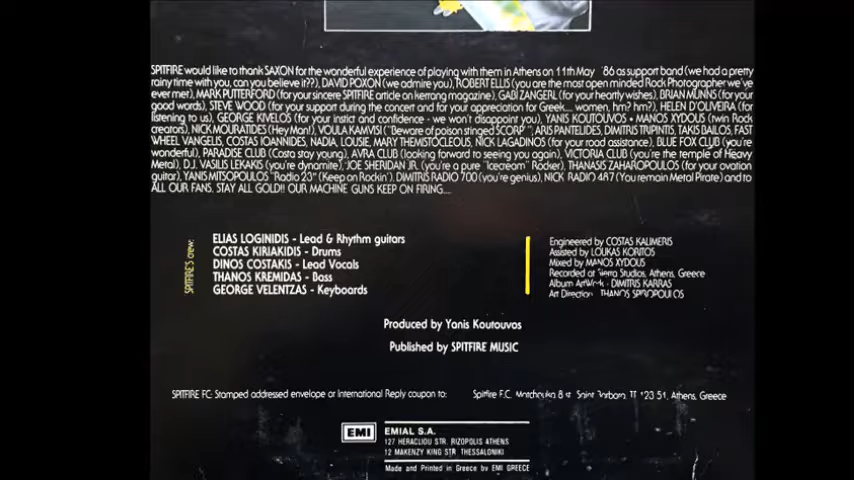 SPITFIRE would like to thank SAXON for the wonderful experience of playing with them in Athens on 11th May '86 as support band (we had a pretty
rainy time with you, can you believe it??), DAVID POXON (we admire you), ROBERT ELLIS (you are the most open minded Rock Photographer we've
ever met), MARK PUTTERFORD (for your sincere SPITFIRE article on kerrang magazine), GABI ZANGERL (for your heartly wishes), BRIAN MUNNS (for your
good words), STEVE WOOD (for your support during the concert and for your appreciation for Greek.... women, hm? hm?), HELEN D'OLIVEIRA (for
listening to us), GEORGE KIVELOS (for your instict and confidence - we won't disappoint you), YANIS KOUTOUVOS + MANOS XYDOUS (twin Rock
creators), NICK MOURATIDES (Hey Man!), VOULA KAMVISI ("Beware of poison stinged SCORP"), ARIS PANTELIDES, DIMITRIS TRIPINTIS, TAKIS BAILOS, FAST
WHEEL VANGELIS, COSTAS IOANNIDES, NADIA, LOUSIE, MARY THEMISTOCLEOUS, NICK LAGADINOS (for your road assistance), BLUE FOX CLUB (you're
wonderful), PARADISE CLUB (Costa stay young), AVRA CLUB (looking forward to seeing you again), VICTORIA CLUB (you're the temple of Heavy
Metal), D.J. VASILIS LEKAKIS (you're dynamite), JOE SHERIDAN JR. (you're a pure "Icecream" Rocker), THANASSIS ZAHAROPOULOS (for your ovation
guitar), YANIS MITSOPOULOS "Radio 23" (Keep on Rockin'), DIMITRIS RADIO 700 (you're genius), NICK RADIO 4R7 (You remain Metal Pirate) and to
ALL OUR FANS. STAY ALL GOLD!! OUR MACHINE GUNS KEEP ON FIRING....
SPITFIRE'S crew:
ELIAS LOGINIDIS - Lead & Rhythm guitars
COSTAS KIRIAKIDIS - Drums
DINOS COSTAKIS - Lead Vocals
THANOS KREMIDAS - Bass
GEORGE VELENTZAS - Keyboards
Engineered by COSTAS KALIMERIS
Assisted by LOUKAS KORITOS
Mixed by MANOS XYDOUS
Recorded at Sierra Studios, Athens, Greece
Album ArtWork - DIMITRIS KARRAS
Art Direction THANOS SPIROPOULOS
Produced by Yanis Koutouvos
Published by SPITFIRE MUSIC
SPITFIRE FC: Stamped addressed envelope or International Reply coupon to: Spitfire F.C. 8 Saint 123 51, Athens, Greece
EMI
EMIAL S.A.
127 HERACLIOU STR. RIZOPOLIS ATHENS
12 MAKENZY KING STR THESSALONIKI
Made and Printed in Greece by EMI GREECE